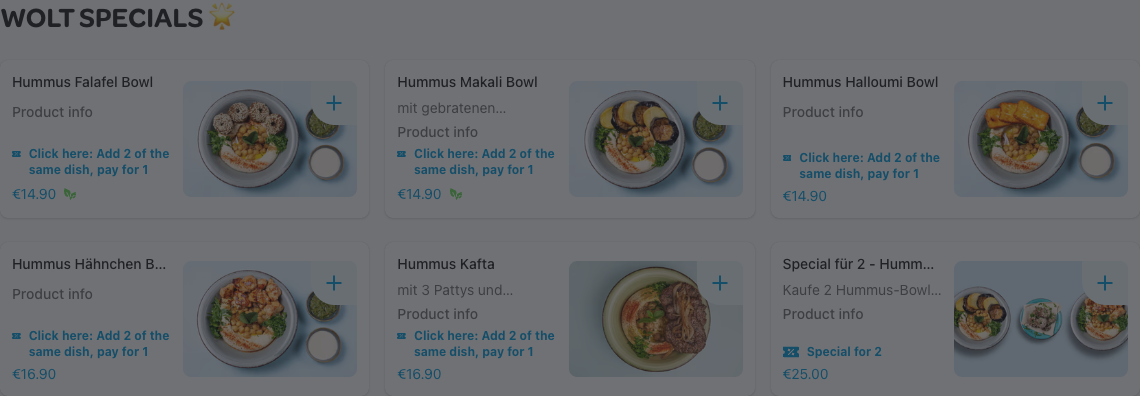 WOLT SPECIALS 🌟
Hummus Falafel Bowl
Product info
Click here: Add 2 of the
same dish, pay for 1
€14.90
Hummus Makali Bowl
mit gebratenen...
Product info
Click here: Add 2 of the
same dish, pay for 1
€14.90
Hummus Halloumi Bowl
Product info
Click here: Add 2 of the
same dish, pay for 1
€14.90
Hummus Hähnchen B...
Product info
Click here: Add 2 of the
same dish, pay for 1
€16.90
Hummus Kafta
mit 3 Pattys und...
Product info
Click here: Add 2 of the
same dish, pay for 1
€16.90
Special für 2 - Humm...
Kaufe 2 Hummus-Bowl...
Product info
Special for 2
€25.00